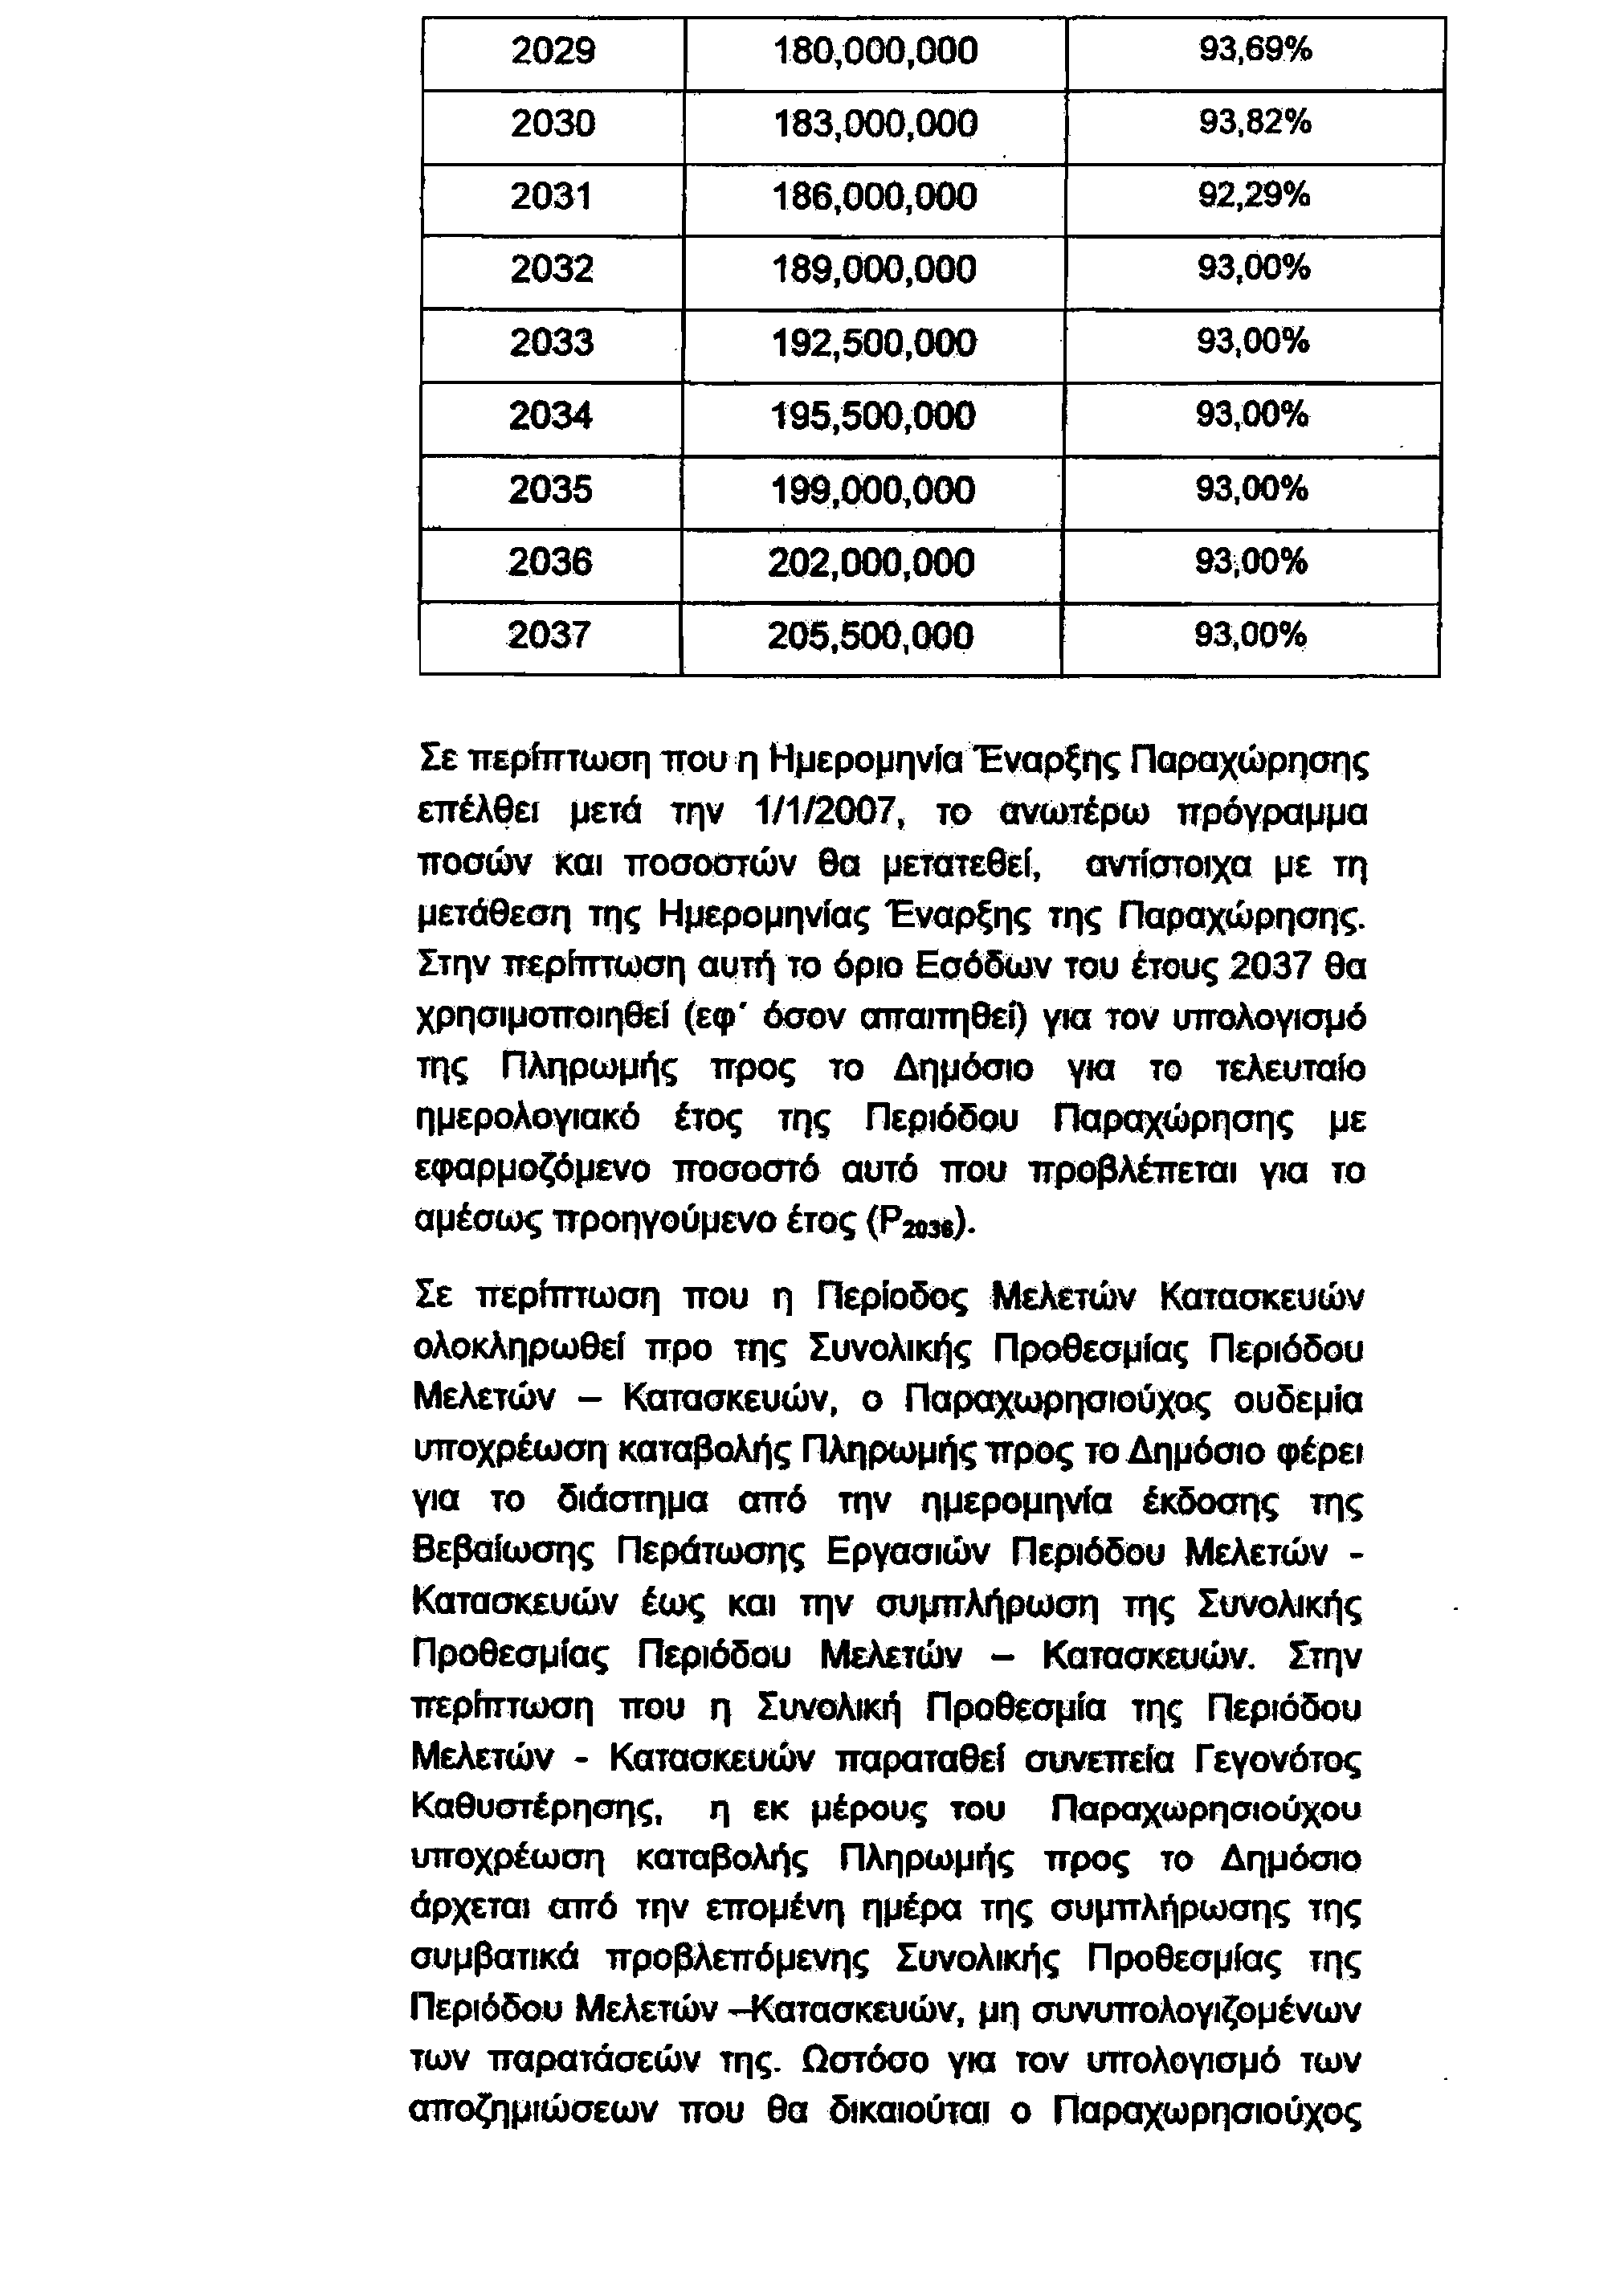 2029 180,000,000 93,69%
2030 183,000,000 93,82%
2031 186,000,000 92,29%
2032 189,000,000 93,00%
2033 192,500,000 93,00%
2034 195,500,000 93,00%
2035 199,000,000 93,00%
2036 202,000,000 93,00%
2037 205,500,000 93,00%
Σε περίπτωση που η Ημερομηνία Έναρξης Παραχώρησης
επέλθει μετά την 1/1/2007, το ανωτέρω πρόγραμμα
ποσών και ποσοστών θα μετατεθεί, αντίστοιχα με τη
μετάθεση της Ημερομηνίας Έναρξης της Παραχώρησης.
Στην περίπτωση αυτή το όριο Εσόδων του έτους 2037 θα
χρησιμοποιηθεί (εφ' όσον απαιτηθεί) για τον υπολογισμό
της Πληρωμής προς το Δημόσιο για το τελευταίο
ημερολογιακό έτος της Περιόδου Παραχώρησης με
εφαρμοζόμενο ποσοστό αυτό που προβλέπεται για το
αμέσως προηγούμενο έτος (P2036).
Σε περίπτωση που η Περίοδος Μελετών Κατασκευών
ολοκληρωθεί προ της Συνολικής Προθεσμίας Περιόδου
Μελετών – Κατασκευών, ο Παραχωρησιούχος ουδεμία
υποχρέωση καταβολής Πληρωμής προς το Δημόσιο φέρει
για το διάστημα από την ημερομηνία έκδοσης της
Βεβαίωσης Περάτωσης Εργασιών Περιόδου Μελετών -
Κατασκευών έως και την συμπλήρωση της Συνολικής
Προθεσμίας Περιόδου Μελετών – Κατασκευών. Στην
περίπτωση που η Συνολική Προθεσμία της Περιόδου
Μελετών - Κατασκευών παραταθεί συνεπεία Γεγονότος
Καθυστέρησης, η εκ μέρους του Παραχωρησιούχου
υποχρέωση καταβολής Πληρωμής προς το Δημόσιο
άρχεται από την επομένη ημέρα της συμπλήρωσης της
συμβατικά προβλεπόμενης Συνολικής Προθεσμίας της
Περιόδου Μελετών –Κατασκευών, μη συνυπολογιζομένων
των παρατάσεών της. Ωστόσο για τον υπολογισμό των
αποζημιώσεων που θα δικαιούται ο Παραχωρησιούχος